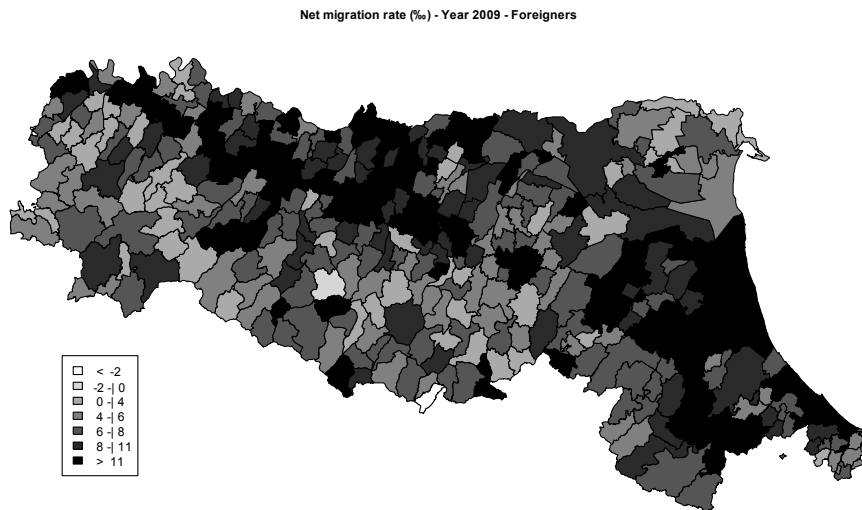 Net migration rate (‰) - Year 2009 - Foreigners
< -2
-2 -| 0
0 -| 4
4 -| 6
6 -| 8
8 -| 11
> 11